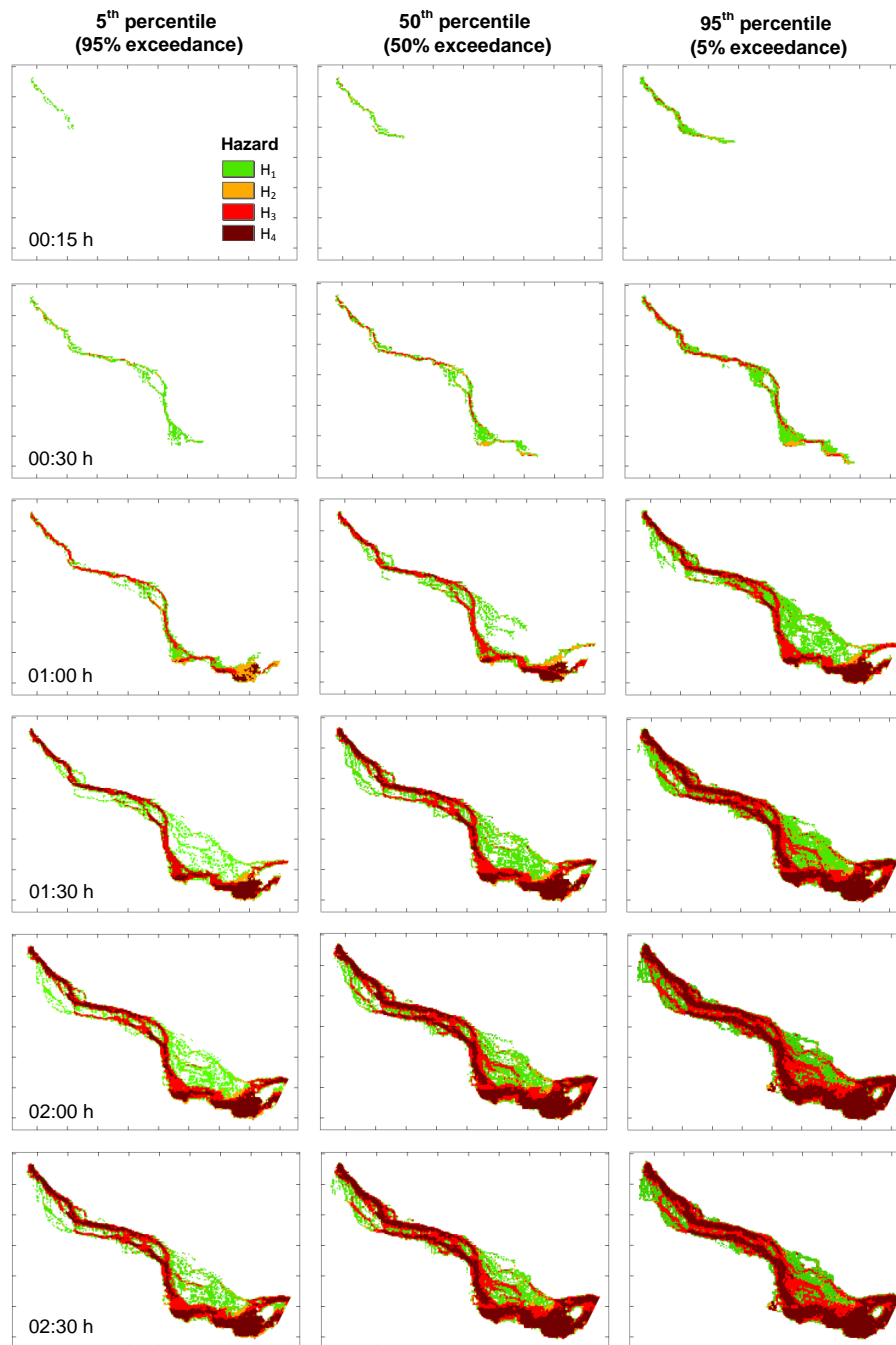 5th percentile
(95% exceedance)
50th percentile
(50% exceedance)
95th percentile
(5% exceedance)
Hazard
H1
H2
H3
H4
00:15 h
00:30 h
01:00 h
01:30 h
02:00 h
02:30 h